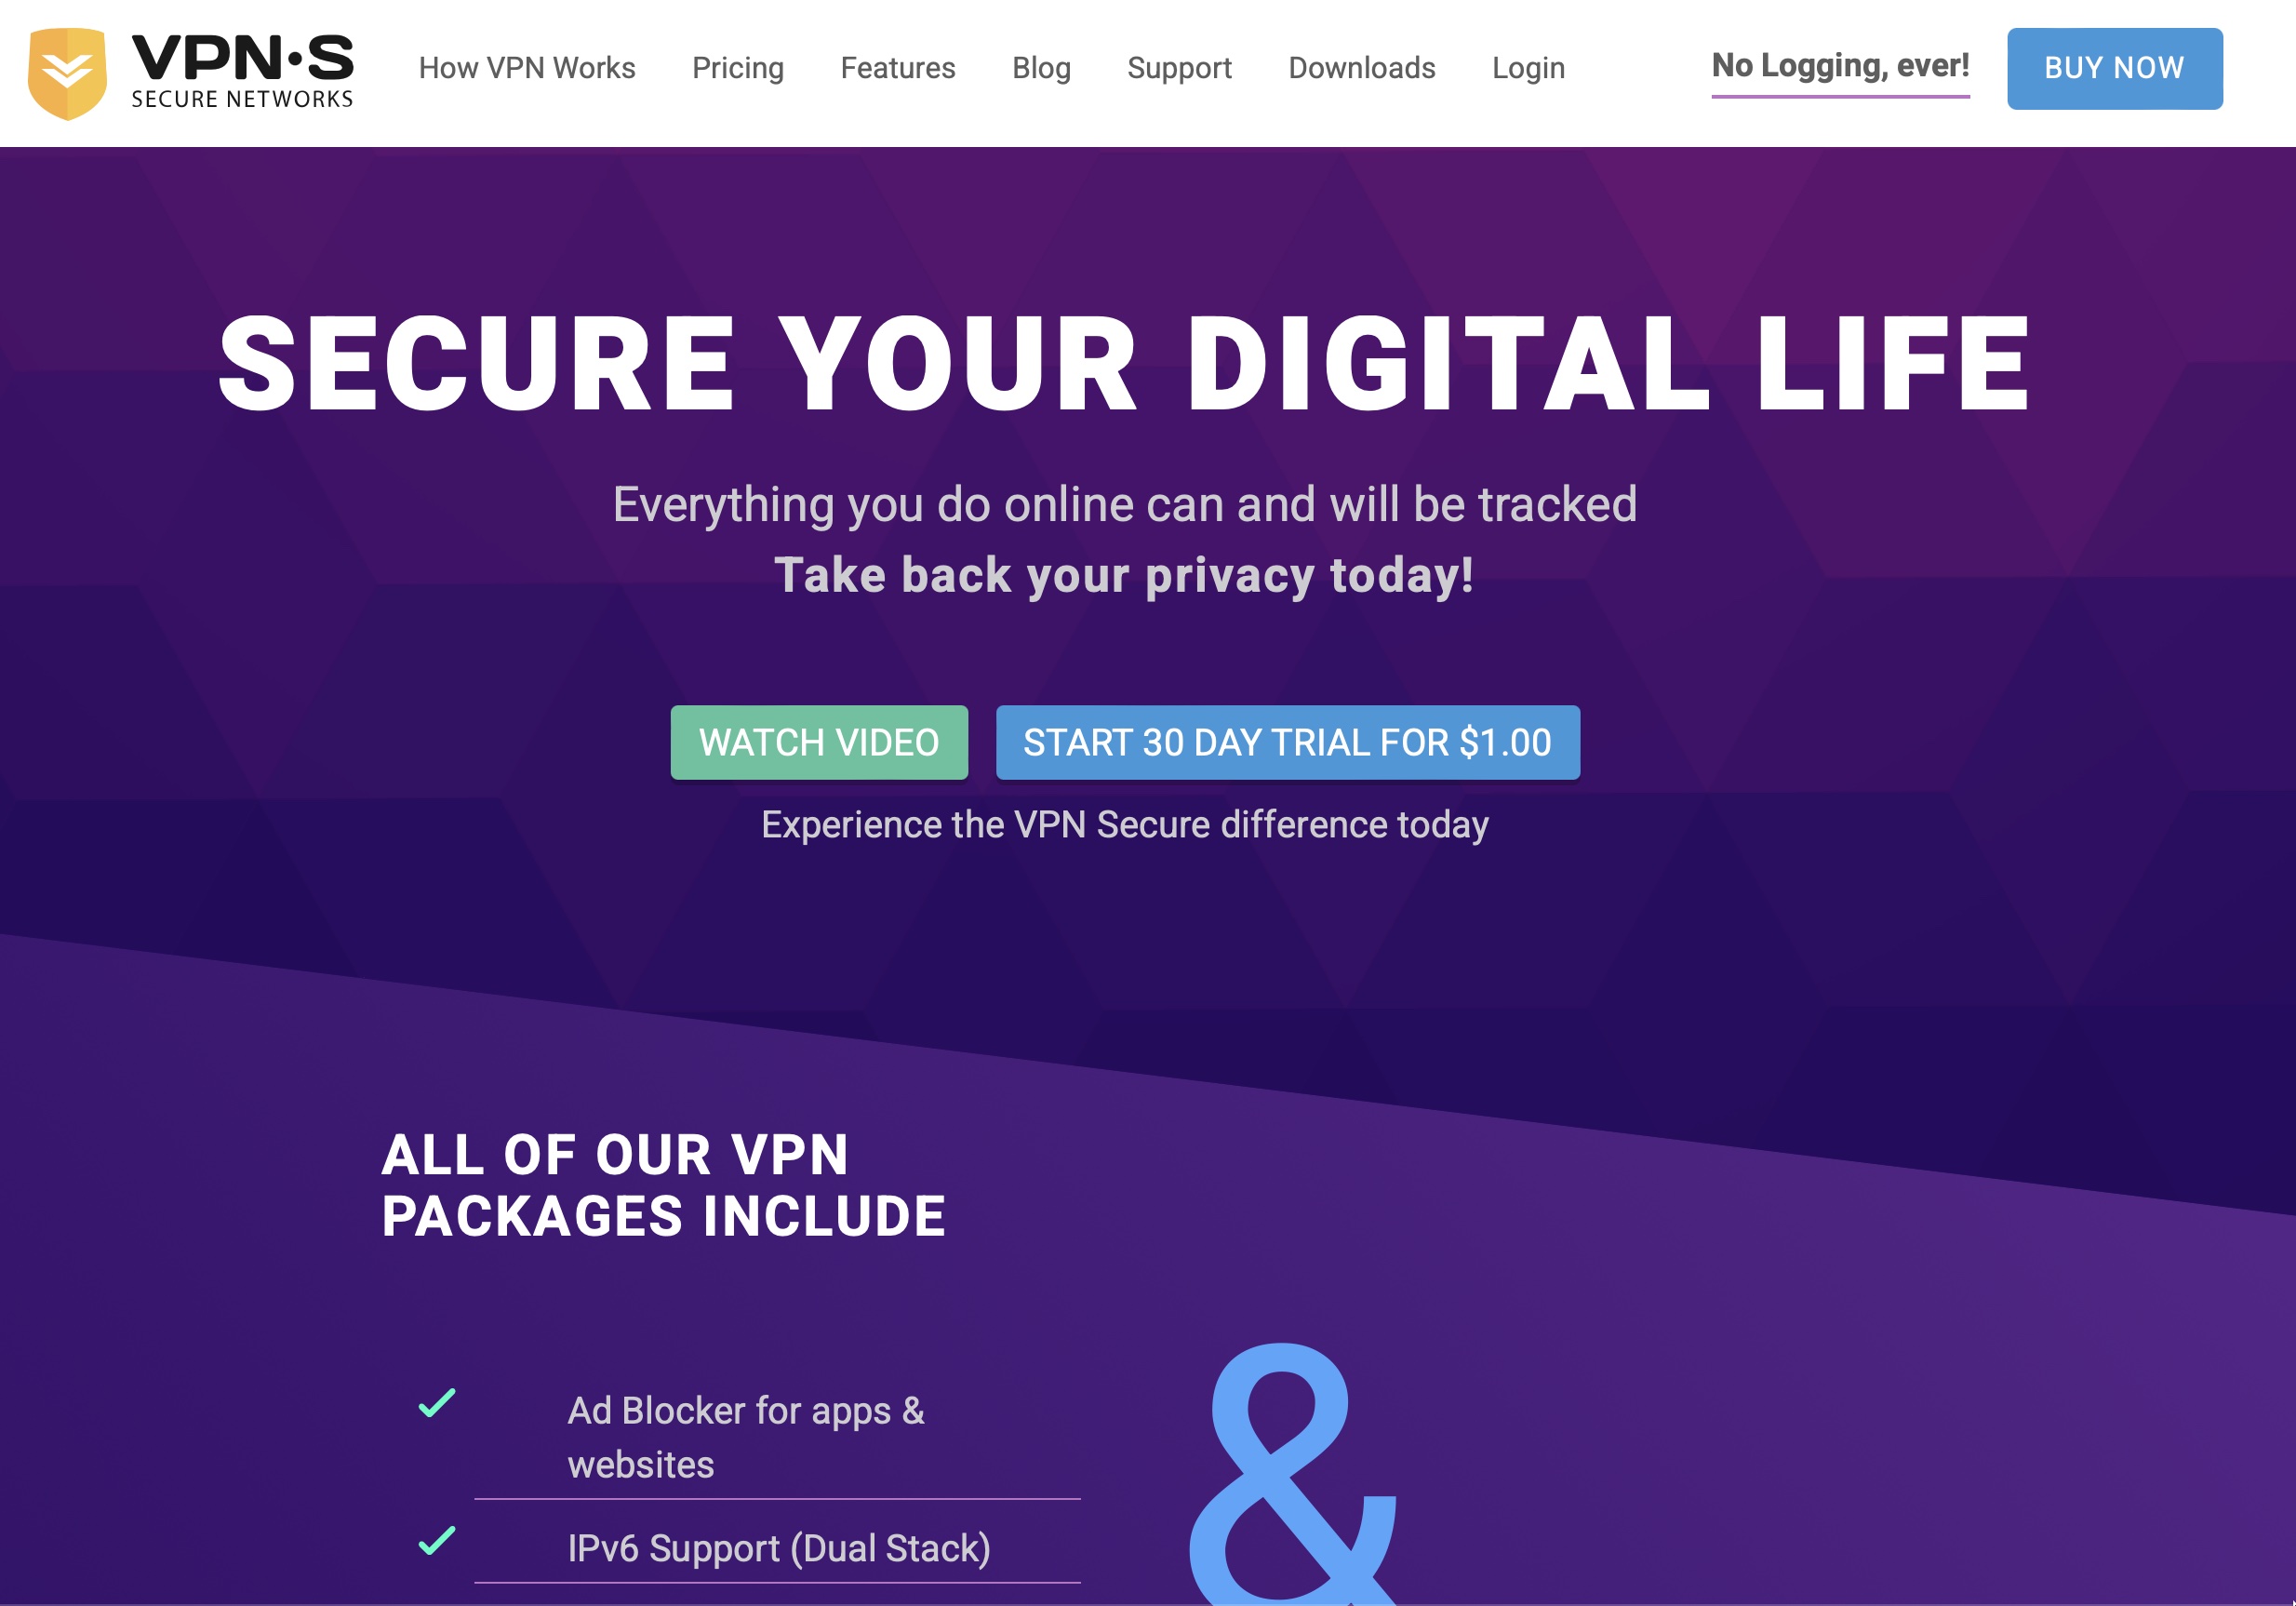 VPN·S
SECURE NETWORKS
How VPN Works
Pricing
Features
Blog
Support
Downloads
Login
No Logging, ever!
BUY NOW
SECURE YOUR DIGITAL LIFE
Everything you do online can and will be tracked
Take back your privacy today!
WATCH VIDEO
START 30 DAY TRIAL FOR $1.00
Experience the VPN Secure difference today
ALL OF OUR VPN
PACKAGES INCLUDE
Ad Blocker for apps &
websites
IPv6 Support (Dual Stack)
&